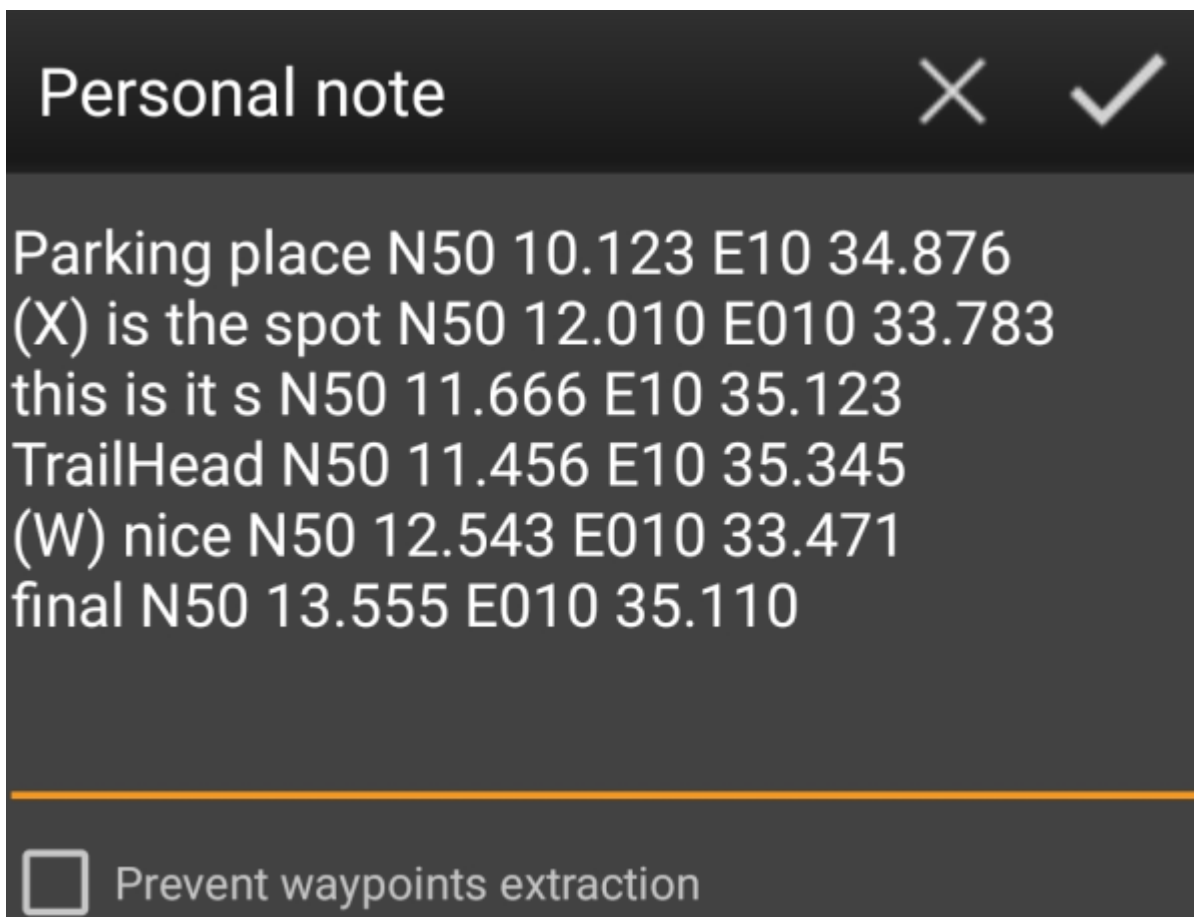 Personal note
Parking place N50 10.123 E10 34.876
(X) is the spot N50 12.010 E010 33.783
this is it s N50 11.666 E10 35.123
TrailHead N50 11.456 E10 35.345
(W) nice N50 12.543 E010 33.471
final N50 13.555 E010 35.110
Prevent waypoints extraction